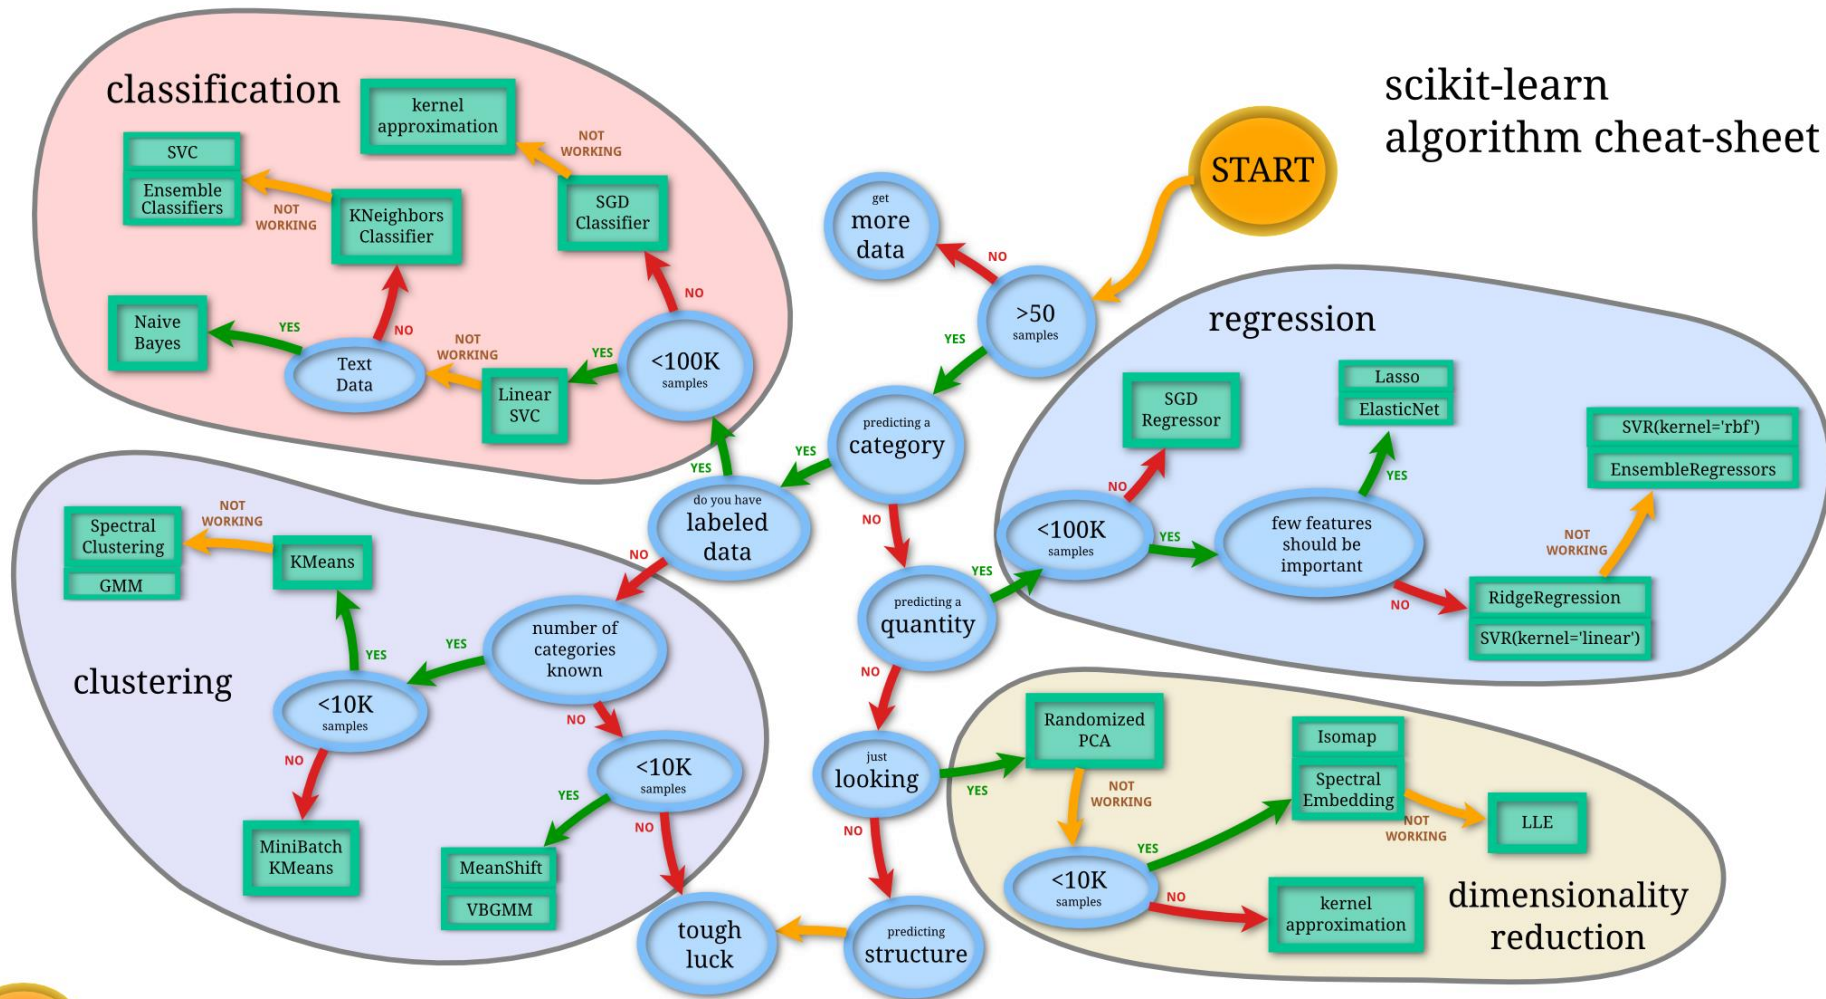 scikit-learn
algorithm cheat-sheet
START
classification
kernel
approximation
NOT
WORKING
SVC
Ensemble
Classifiers
NOT
WORKING
KNeighbors
Classifier
SGD
Classifier
NO
Naive
Bayes
YES
NO
Text
Data
NOT
WORKING
Linear
SVC
YES
<100K
samples
get
more
data
NO
>50
samples
YES
predicting a
category
YES
NO
do you have
labeled
data
YES
NO
predicting a
quantity
YES
NO
just
looking
YES
NO
predicting
structure
tough
luck
regression
SGD
Regressor
NO
<100K
samples
YES
Lasso
ElasticNet
YES
few features
should be
important
NO
SVR(kernel='rbf')
EnsembleRegressors
NOT
WORKING
RidgeRegression
SVR(kernel='linear')
clustering
Spectral
Clustering
GMM
NOT
WORKING
KMeans
YES
<10K
samples
NO
MiniBatch
KMeans
number of
categories
known
YES
NO
<10K
samples
YES
NO
MeanShift
VBGMM
dimensionality
reduction
Randomized
PCA
NOT
WORKING
<10K
samples
YES
NO
Isomap
Spectral
Embedding
NOT
WORKING
LLE
kernel
approximation